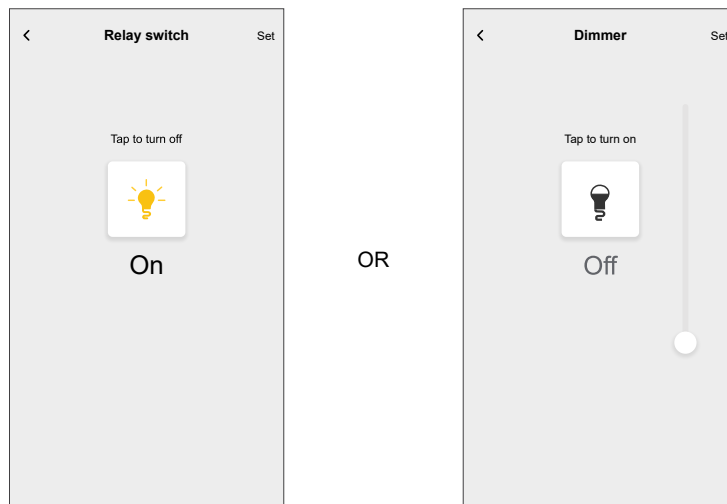 Relay switch
Set
Tap to turn off
On
OR
Dimmer
Set
Tap to turn on
Off